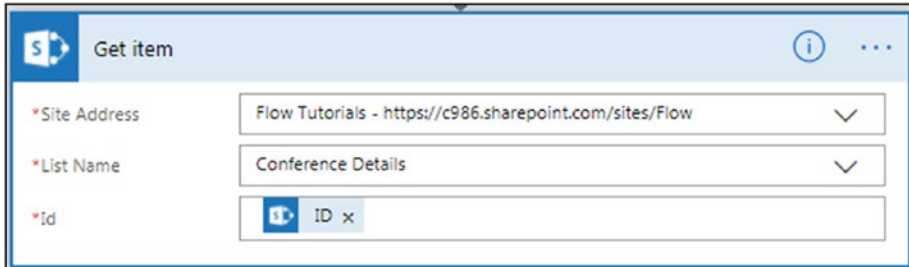 Get item
*Site Address
Flow Tutorials - https://c986.sharepoint.com/sites/Flow
*List Name
Conference Details
*Id
ID ×